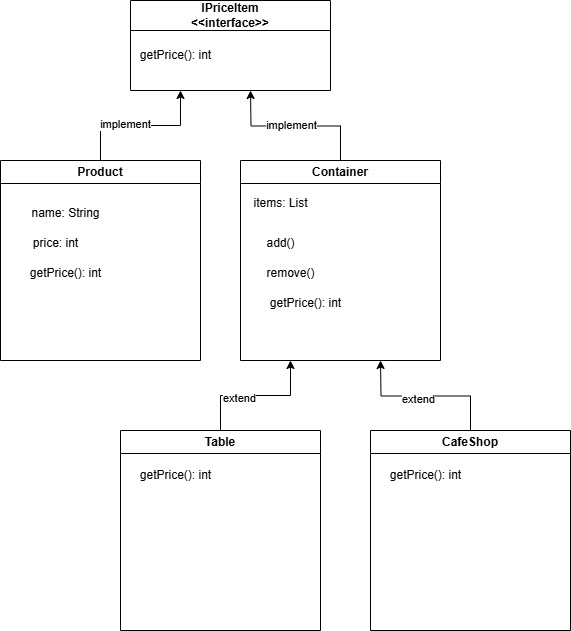 IPriceItem
<<interface>>
getPrice(): int
implement
implement
Product
name: String
price: int
getPrice(): int
Container
items: List
add()
remove()
getPrice(): int
extend
extend
Table
getPrice(): int
CafeShop
getPrice(): int